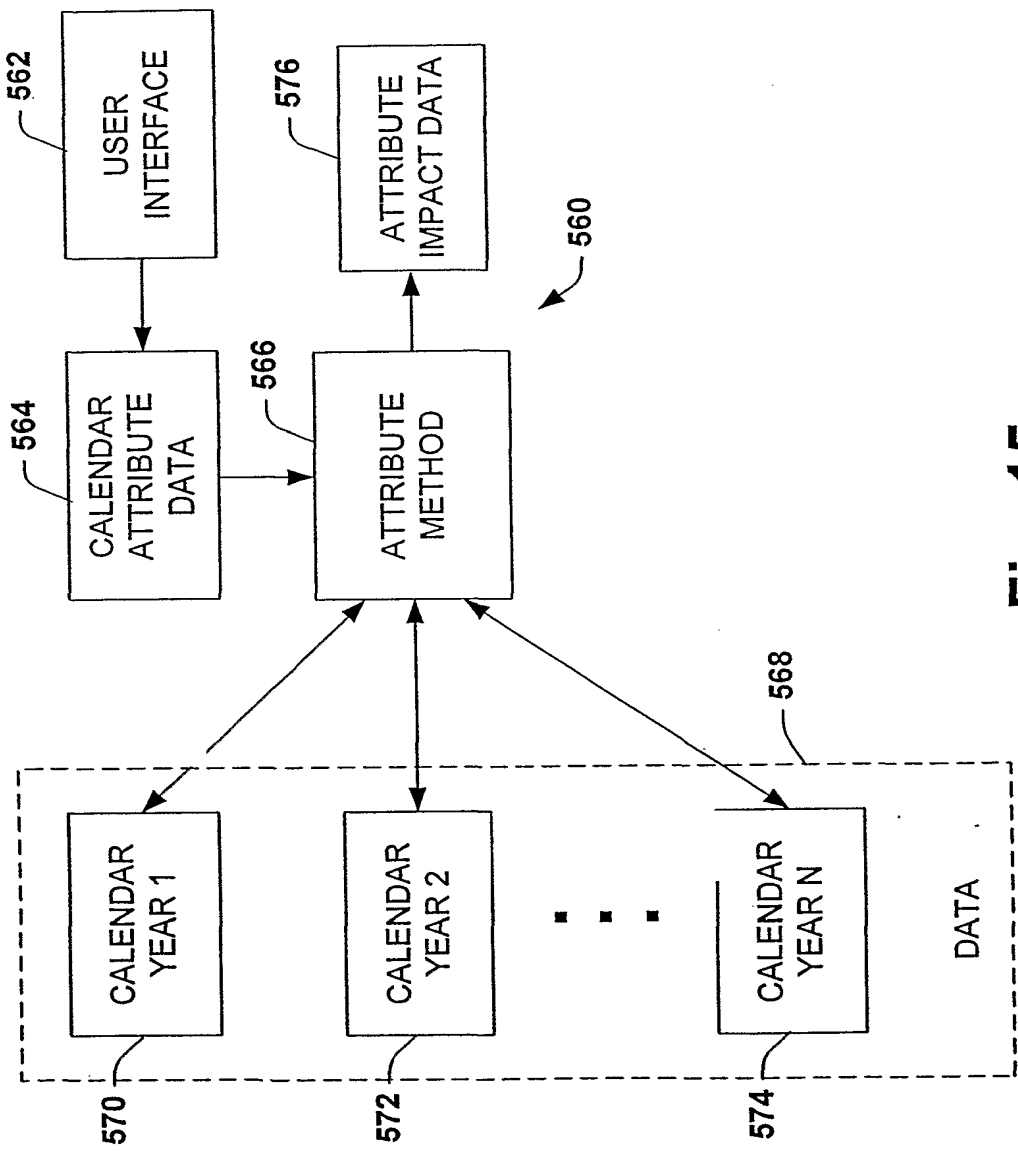 564
562
570
CALENDAR
YEAR 1
CALENDAR
ATTRIBUTE
DATA
USER
INTERFACE
566
576
572
CALENDAR
YEAR 2
ATTRIBUTE
METHOD
ATTRIBUTE
IMPACT DATA
560
574
CALENDAR
YEAR N
568
DATA